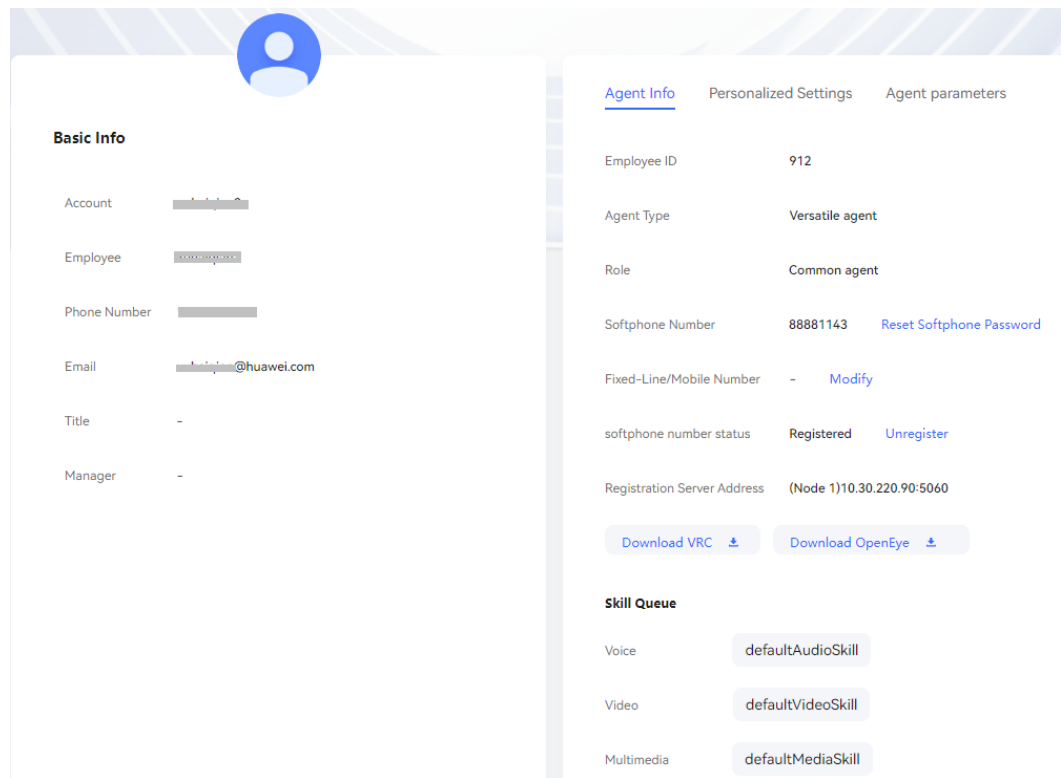 Basic Info
Account
Employee
Phone Number
Email @huawei.com
Title -
Manager -
Agent Info Personalized Settings Agent parameters
Employee ID 912
Agent Type Versatile agent
Role Common agent
Softphone Number 88881143 Reset Softphone Password
Fixed-Line/Mobile Number - Modify
softphone number status Registered Unregister
Registration Server Address (Node 1)10.30.220.90:5060
Download VRC Download OpenEye
Skill Queue
Voice defaultAudioSkill
Video defaultVideoSkill
Multimedia defaultMediaSkill